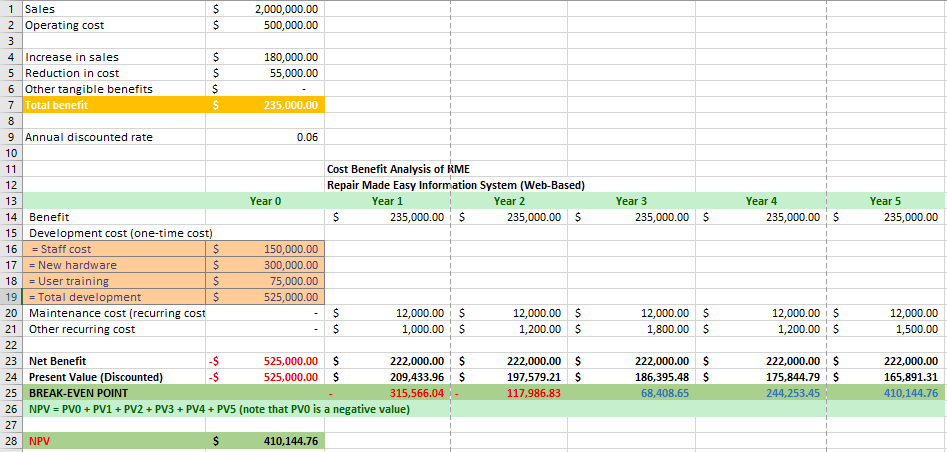 1 Sales $ 2,000,000.00
2 Operating cost $ 500,000.00
3
4 Increase in sales $ 180,000.00
5 Reduction in cost $ 55,000.00
6 Other tangible benefits $ -
7 Total benefit $ 235,000.00
8
9 Annual discounted rate 0.06
10
11 Cost Benefit Analysis of RME
12 Repair Made Easy Information System (Web-Based)
13 Year 0 Year 1 Year 2 Year 3 Year 4 Year 5
14 Benefit $ 235,000.00 $ 235,000.00 $ 235,000.00 $ 235,000.00 $ 235,000.00
15 Development cost (one-time cost)
16 = Staff cost $ 150,000.00
17 = New hardware $ 300,000.00
18 = User training $ 75,000.00
19 = Total development $ 525,000.00
20 Maintenance cost (recurring cost - $ 12,000.00 $ 12,000.00 $ 12,000.00 $ 12,000.00 $ 12,000.00
21 Other recurring cost - $ 1,000.00 $ 1,200.00 $ 1,800.00 $ 1,200.00 $ 1,500.00
22
23 Net Benefit -$ 525,000.00 $ 222,000.00 $ 222,000.00 $ 222,000.00 $ 222,000.00 $ 222,000.00
24 Present Value (Discounted) -$ 525,000.00 $ 209,433.96 $ 197,579.21 $ 186,395.48 $ 175,844.79 $ 165,891.31
25 BREAK-EVEN POINT - 315,566.04 - 117,986.83 68,408.65 244,253.45 410,144.76
26 NPV = PV0 + PV1 + PV2 + PV3 + PV4 + PV5 (note that PV0 is a negative value)
27
28 NPV $ 410,144.76